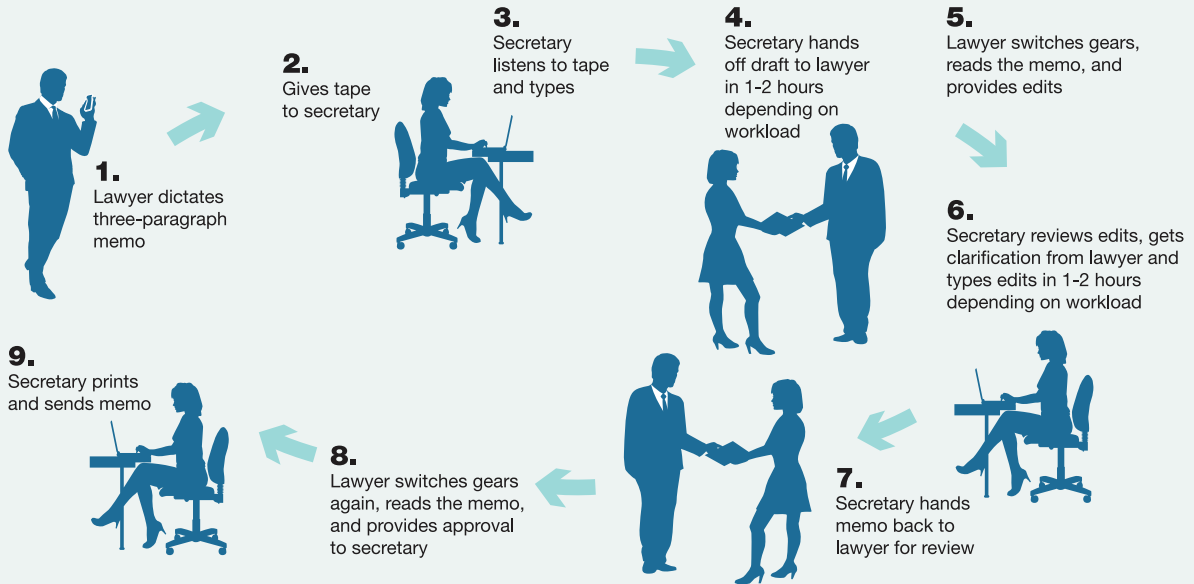 1.
Lawyer dictates
three-paragraph
memo
2.
Gives tape
to secretary
3.
Secretary
listens to tape
and types
4.
Secretary hands
off draft to lawyer
in 1-2 hours
depending on
workload
5.
Lawyer switches gears,
reads the memo, and
provides edits
6.
Secretary reviews edits, gets
clarification from lawyer and
types edits in 1-2 hours
depending on workload
7.
Secretary hands
memo back to
lawyer for review
8.
Lawyer switches gears
again, reads the memo,
and provides approval
to secretary
9.
Secretary prints
and sends memo